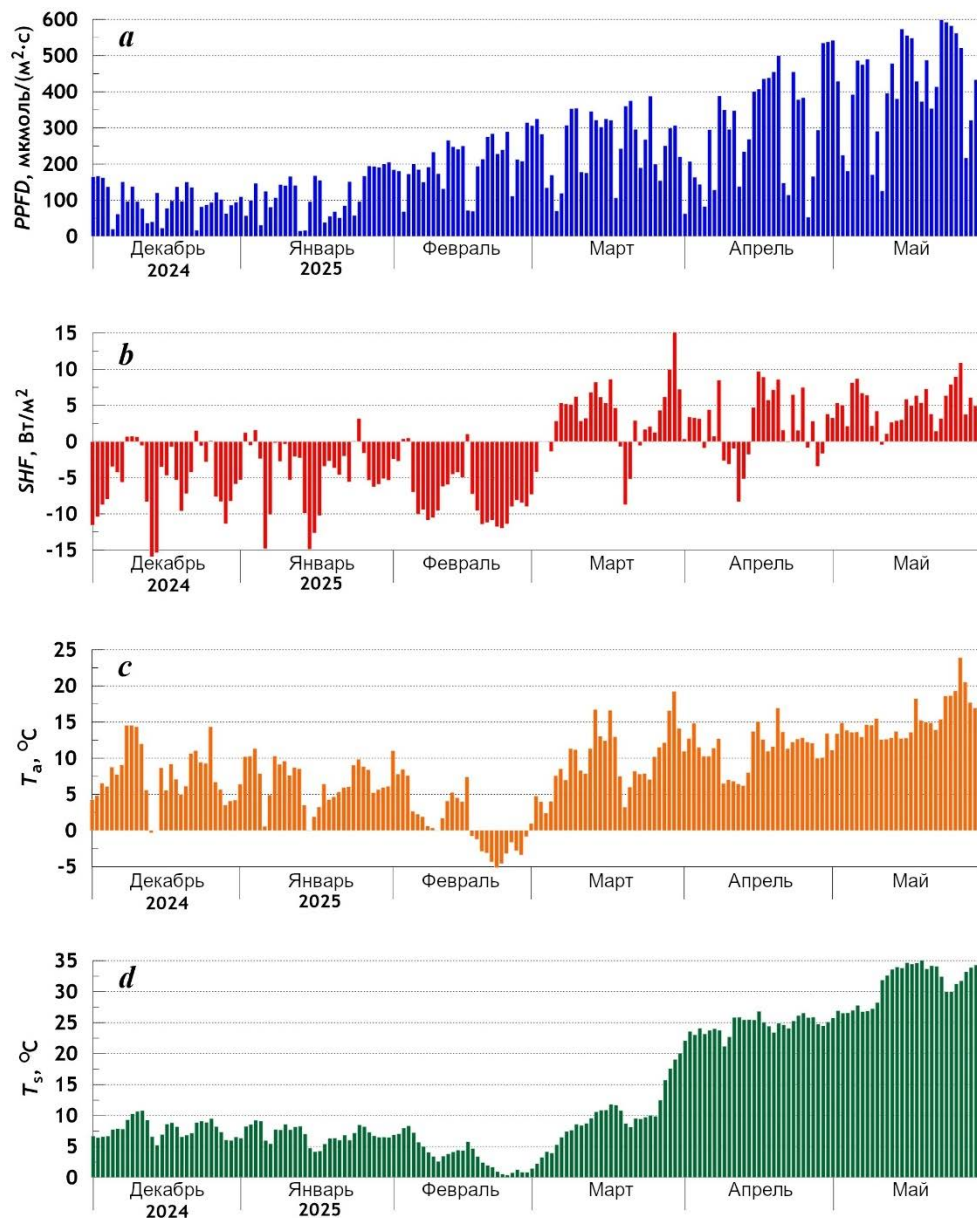 600
500
400
300
200
100
0
PPFD, мкмоль/(м²·с)
a
Декабрь Январь Февраль Март Апрель Май
2024 2025
15
10
5
0
-5
-10
-15
SHF, Вт/м²
b
Декабрь Январь Февраль Март Апрель Май
2024 2025
25
20
15
10
5
0
-5
Ta, °C
c
Декабрь Январь Февраль Март Апрель Май
2024 2025
35
30
25
20
15
10
5
0
Ts, °C
d
Декабрь Январь Февраль Март Апрель Май
2024 2025